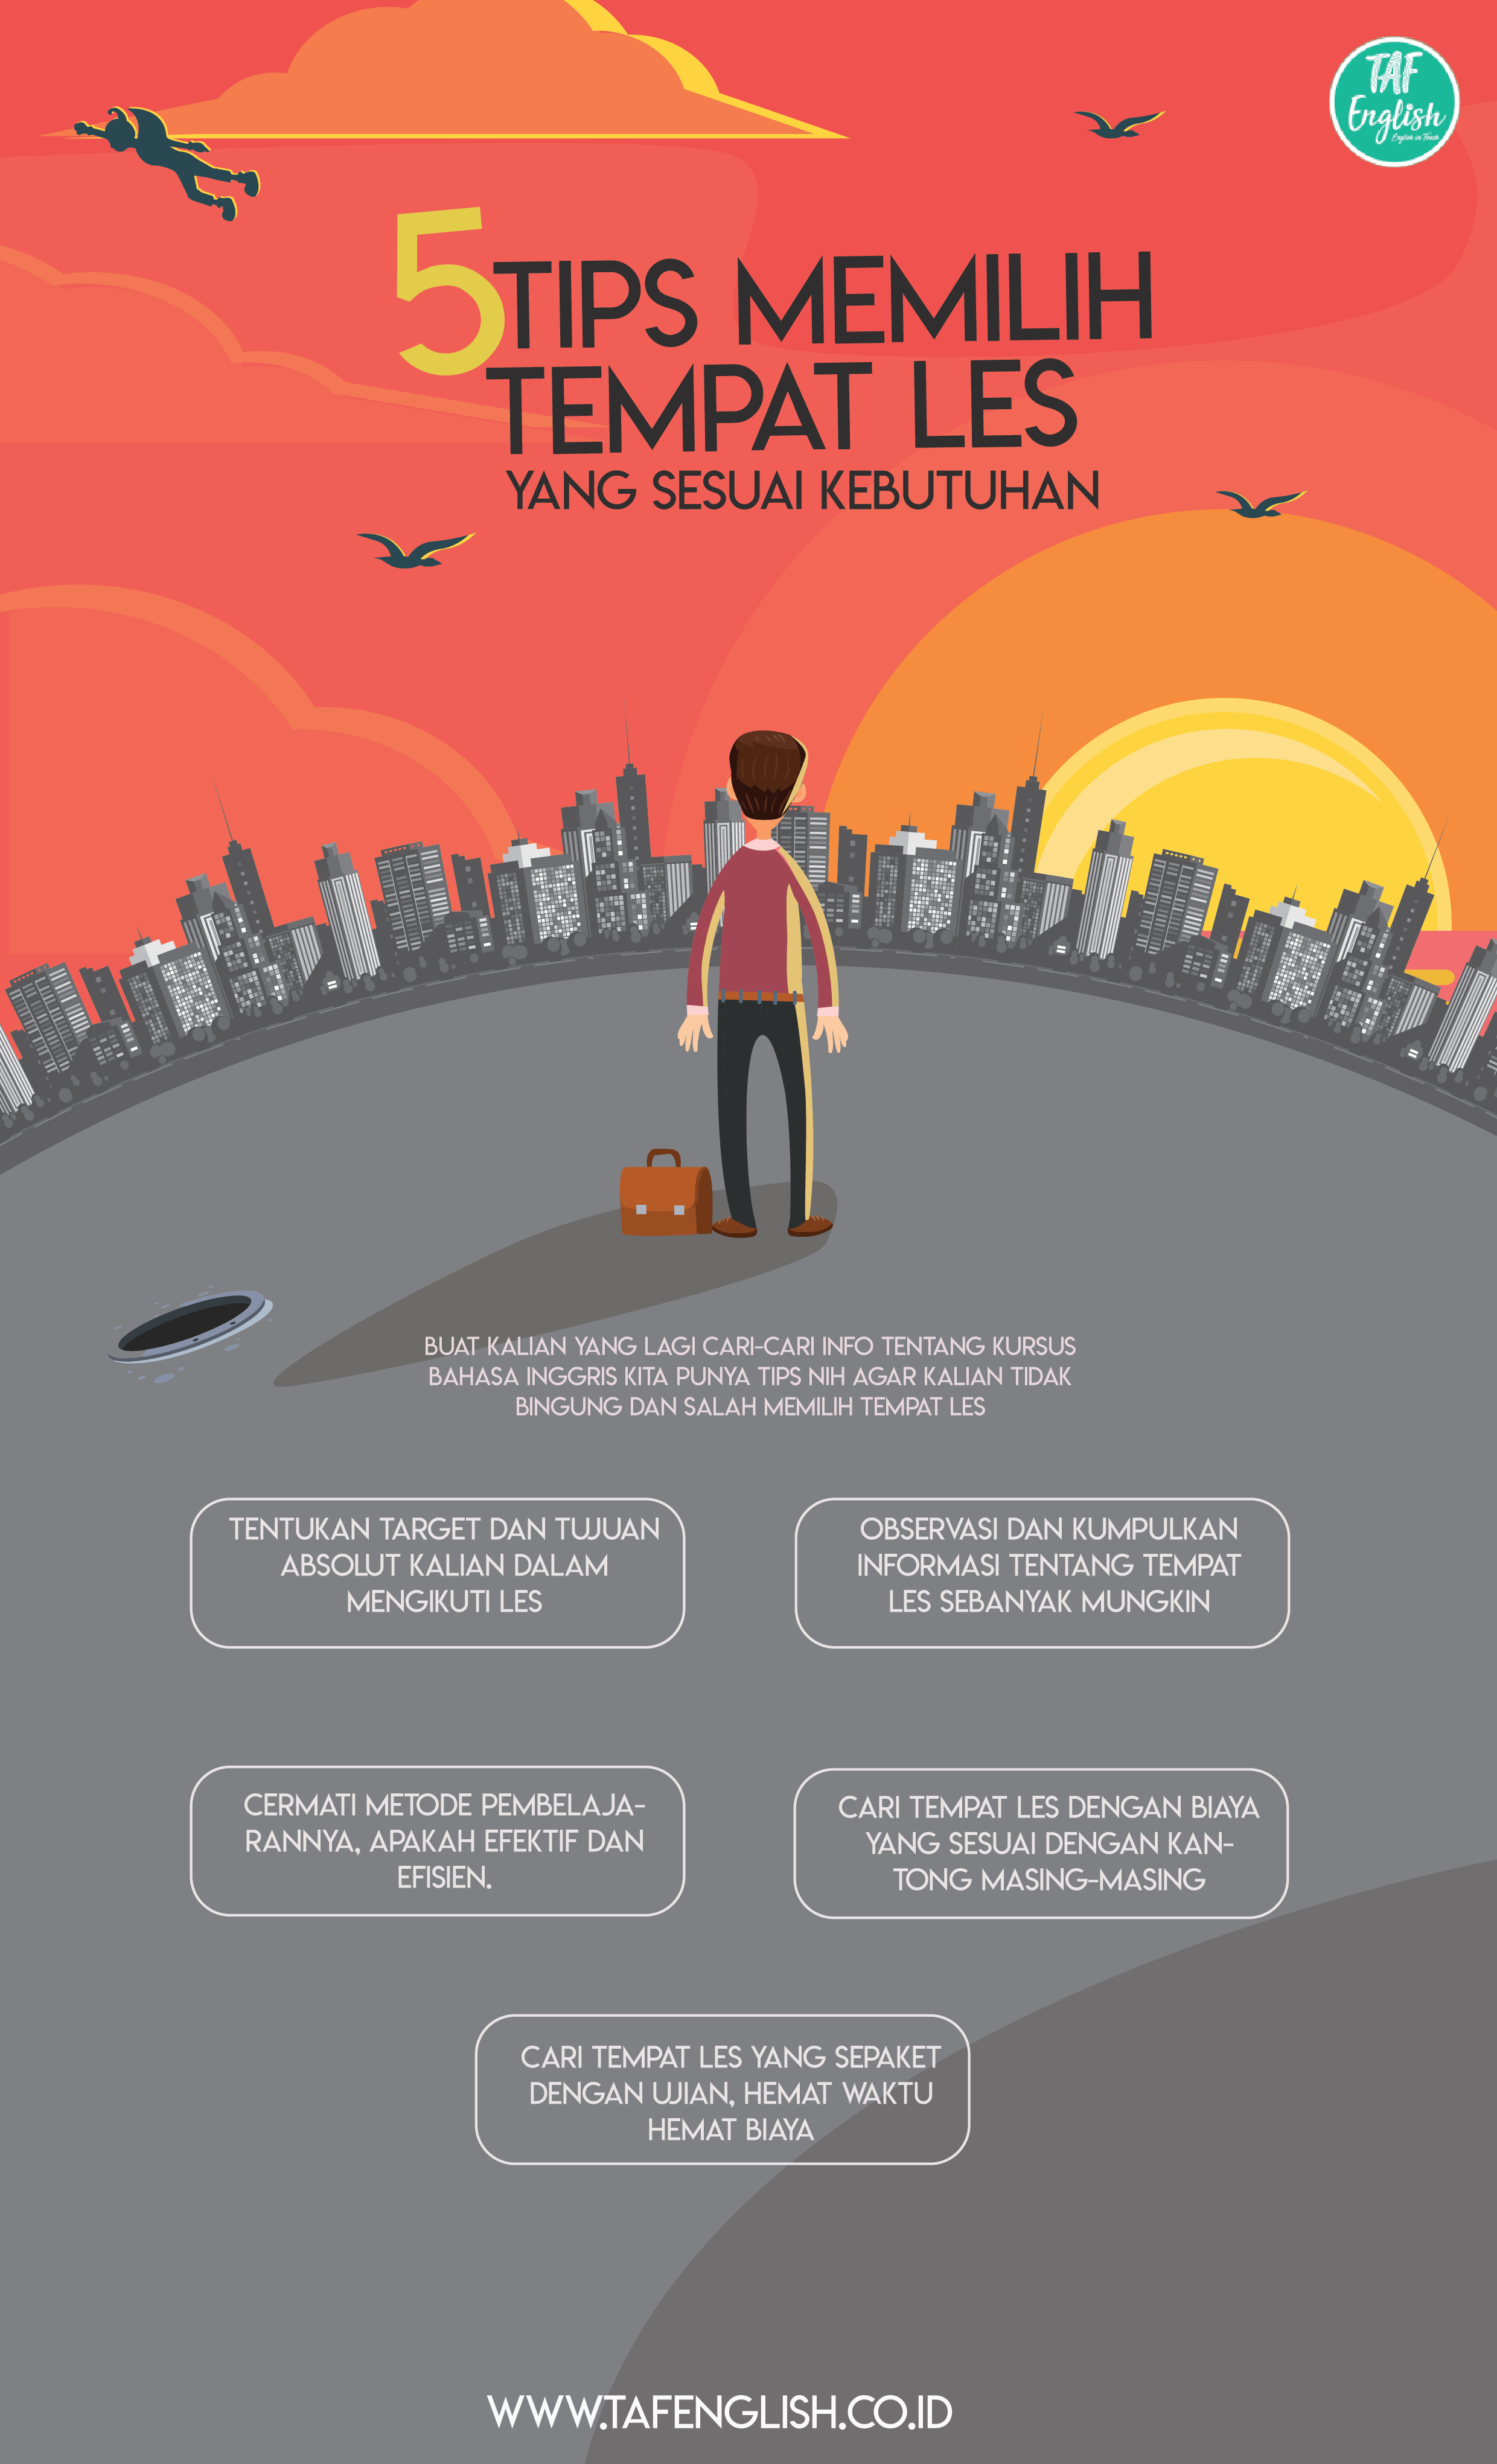 TAF
English
English in Touch
5 TIPS MEMILIH
TEMPAT LES
YANG SESUAI KEBUTUHAN
BUAT KALIAN YANG LAGI CARI-CARI INFO TENTANG KURSUS
BAHASA INGGRIS KITA PUNYA TIPS NIH AGAR KALIAN TIDAK
BINGUNG DAN SALAH MEMILIH TEMPAT LES
TENTUKAN TARGET DAN TUJUAN
ABSOLUT KALIAN DALAM
MENGIKUTI LES
OBSERVASI DAN KUMPULKAN
INFORMASI TENTANG TEMPAT
LES SEBANYAK MUNGKIN
CERMATI METODE PEMBELAJA-
RANNYA, APAKAH EFEKTIF DAN
EFISIEN.
CARI TEMPAT LES DENGAN BIAYA
YANG SESUAI DENGAN KAN-
TONG MASING-MASING
CARI TEMPAT LES YANG SEPAKET
DENGAN UJIAN, HEMAT WAKTU
HEMAT BIAYA
WWW.TAFENGLISH.CO.ID